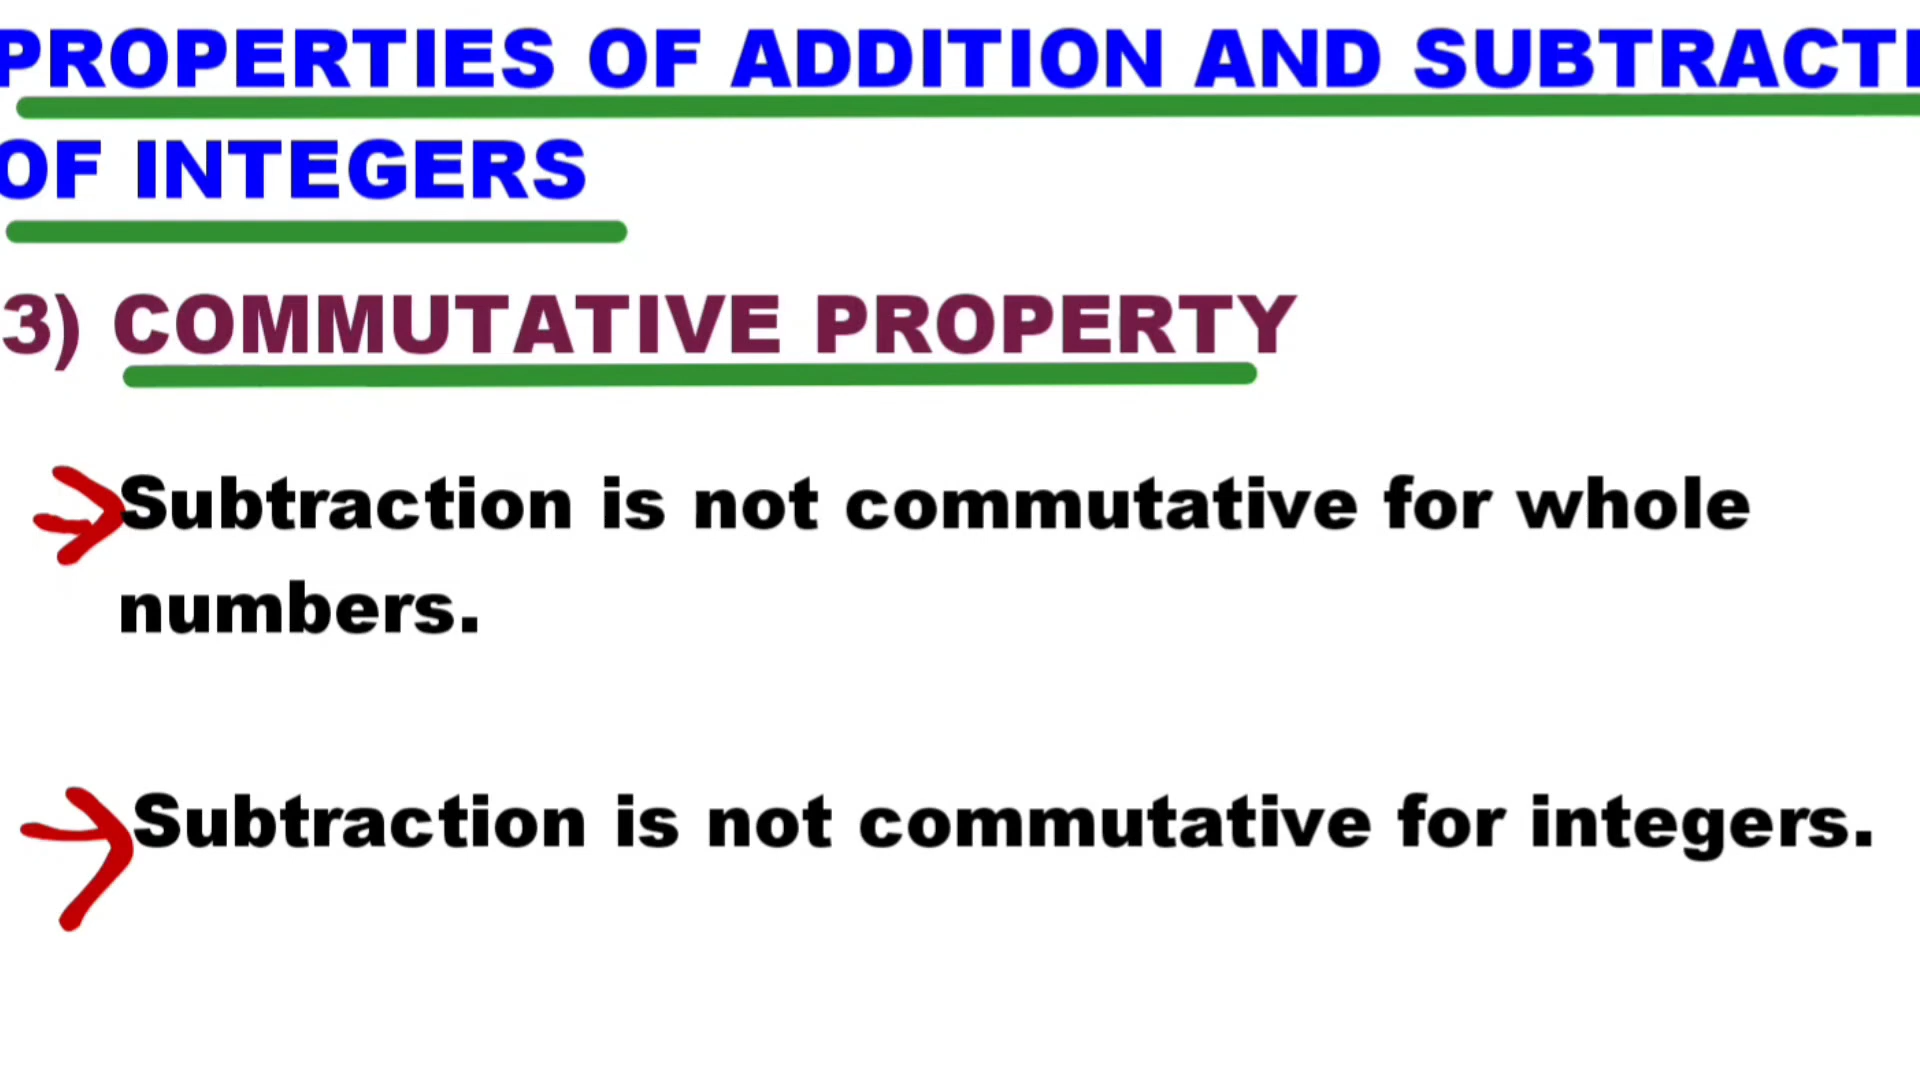 PROPERTIES OF ADDITION AND SUBTRACTI
OF INTEGERS
3) COMMUTATIVE PROPERTY
Subtraction is not commutative for whole
numbers.
Subtraction is not commutative for integers.